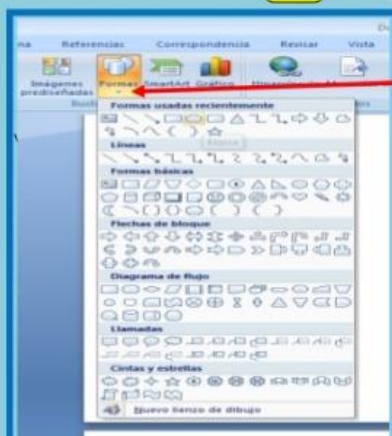 Referencias Correspondencia Revisar Vista
Imágenes prediseñadas Formas SmartArt Gráfico
Formas usadas recientemente
Líneas
Formas básicas
Flechas de bloque
Diagrama de flujo
Llamadas
Cintas y estrellas
Nuevo lienzo de dibujo